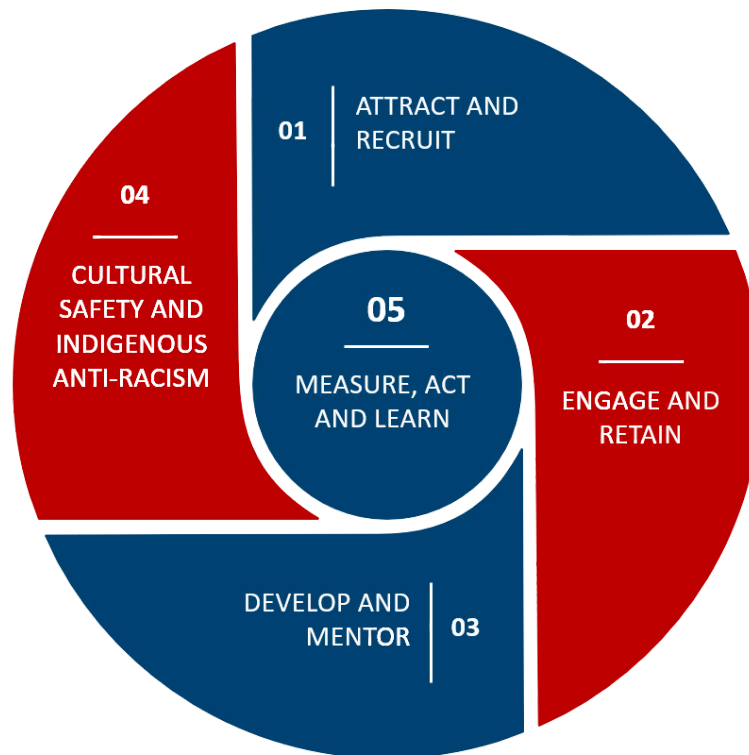 01
ATTRACT AND
RECRUIT
02
ENGAGE AND
RETAIN
03
DEVELOP AND
MENTOR
04
CULTURAL
SAFETY AND
INDIGENOUS
ANTI-RACISM
05
MEASURE, ACT
AND LEARN